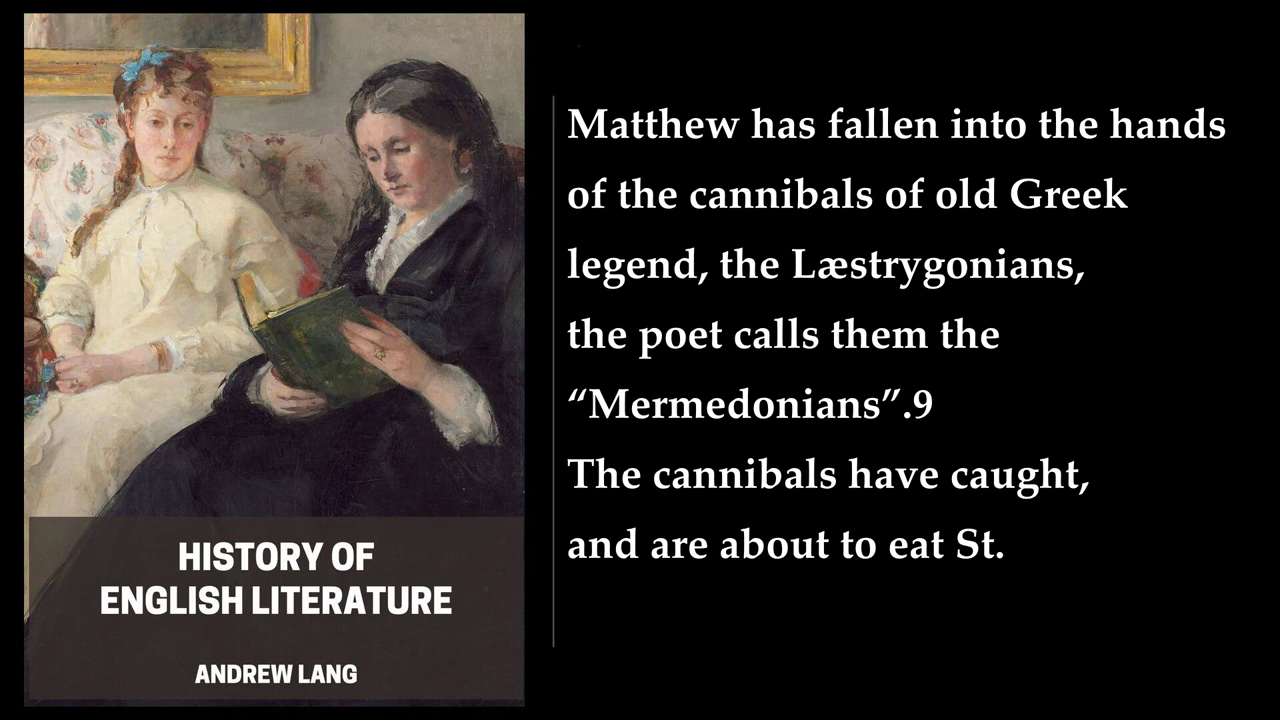 HISTORY OF
ENGLISH LITERATURE
ANDREW LANG
Matthew has fallen into the hands
of the cannibals of old Greek
legend, the Læstrygonians,
the poet calls them the
“Mermedonians”.9
The cannibals have caught,
and are about to eat St.